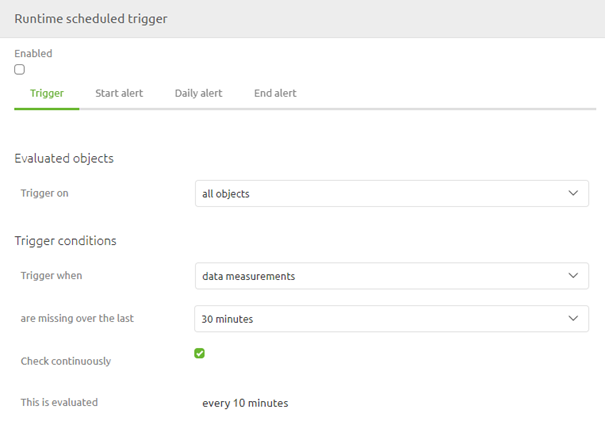 Runtime scheduled trigger
Enabled
Trigger Start alert Daily alert End alert
Evaluated objects
Trigger on all objects
Trigger conditions
Trigger when data measurements
are missing over the last 30 minutes
Check continuously
This is evaluated every 10 minutes